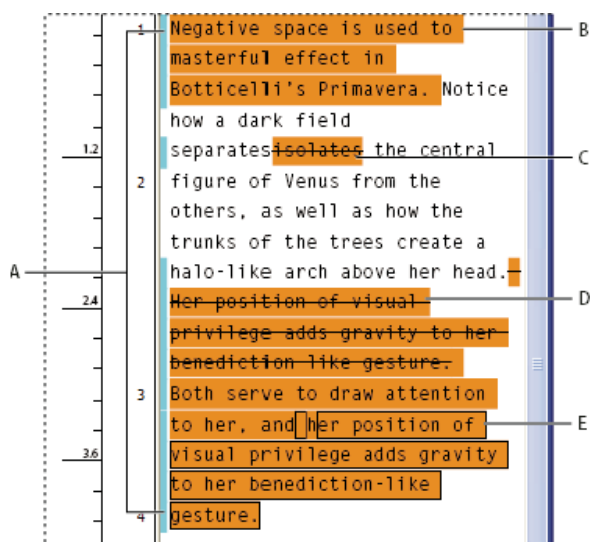 1 Negative space is used to B
masterful effect in
Botticelli's Primavera. Notice
how a dark field
1.2 separatesisolates the central C
2 figure of Venus from the
others, as well as how the
trunks of the trees create a
A halo-like arch above her head.
2.4 Her position of visual D
privilege adds gravity to her
benediction like gesture.
3 Both serve to draw attention
to her, and her position of E
3.6 visual privilege adds gravity
to her benediction-like
4 gesture.